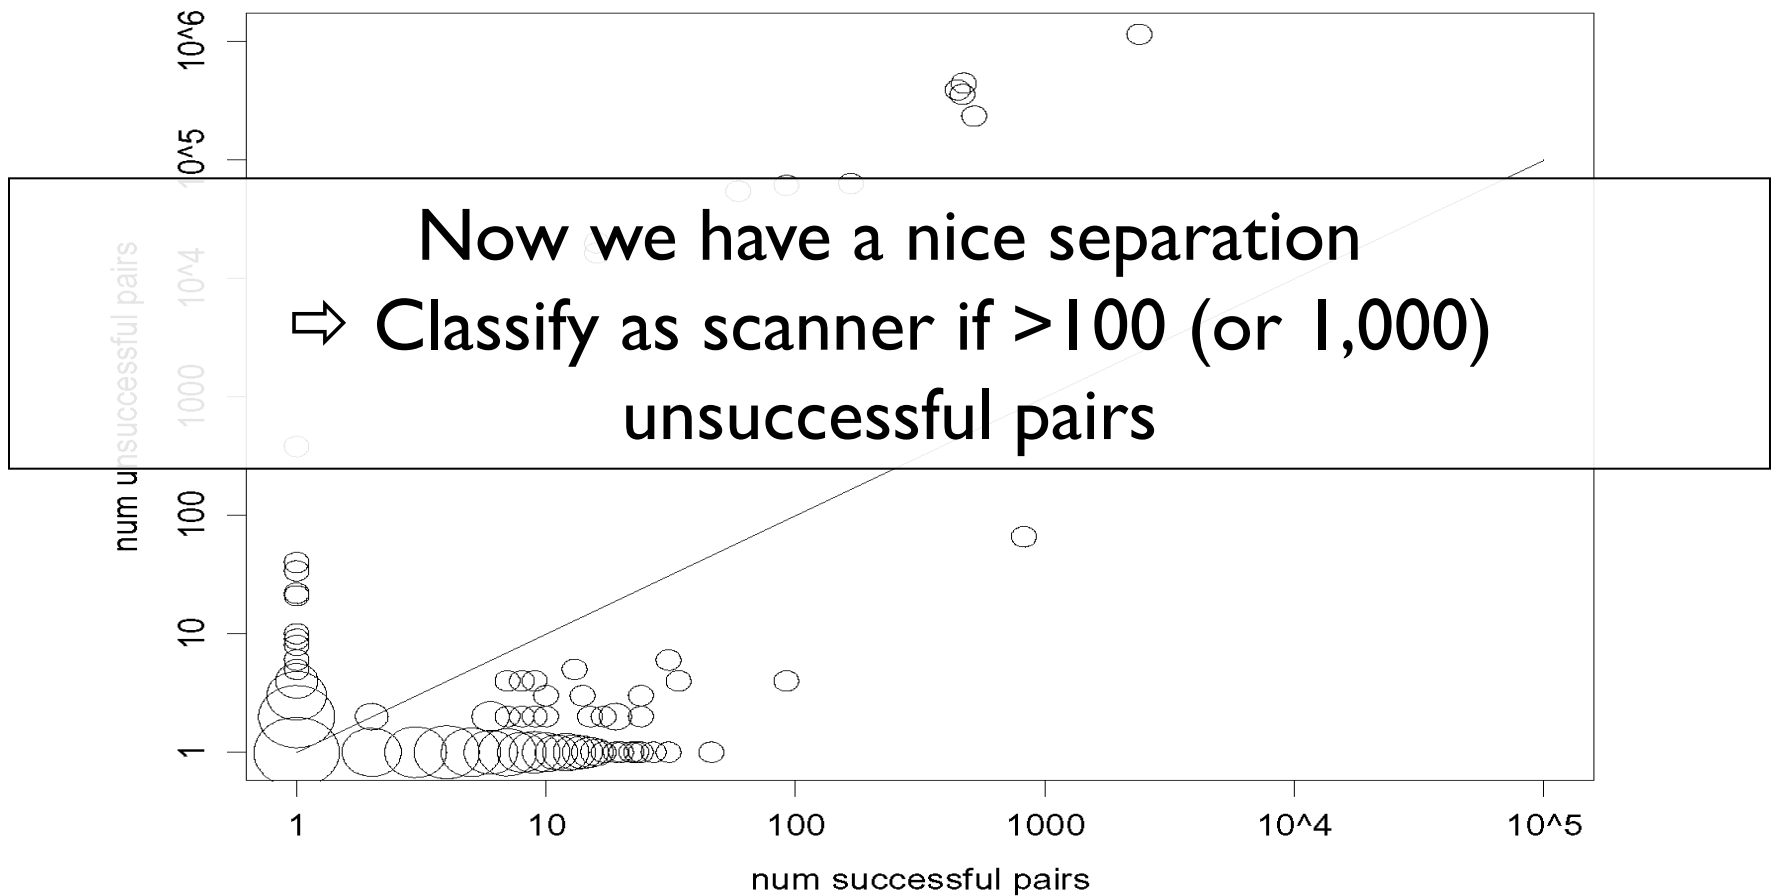 Now we have a nice separation
⇨ Classify as scanner if >100 (or 1,000)
unsuccessful pairs
num unsuccessful pairs
10^6
10^5
10^4
1000
100
10
1
1
10
100
1000
10^4
10^5
num successful pairs